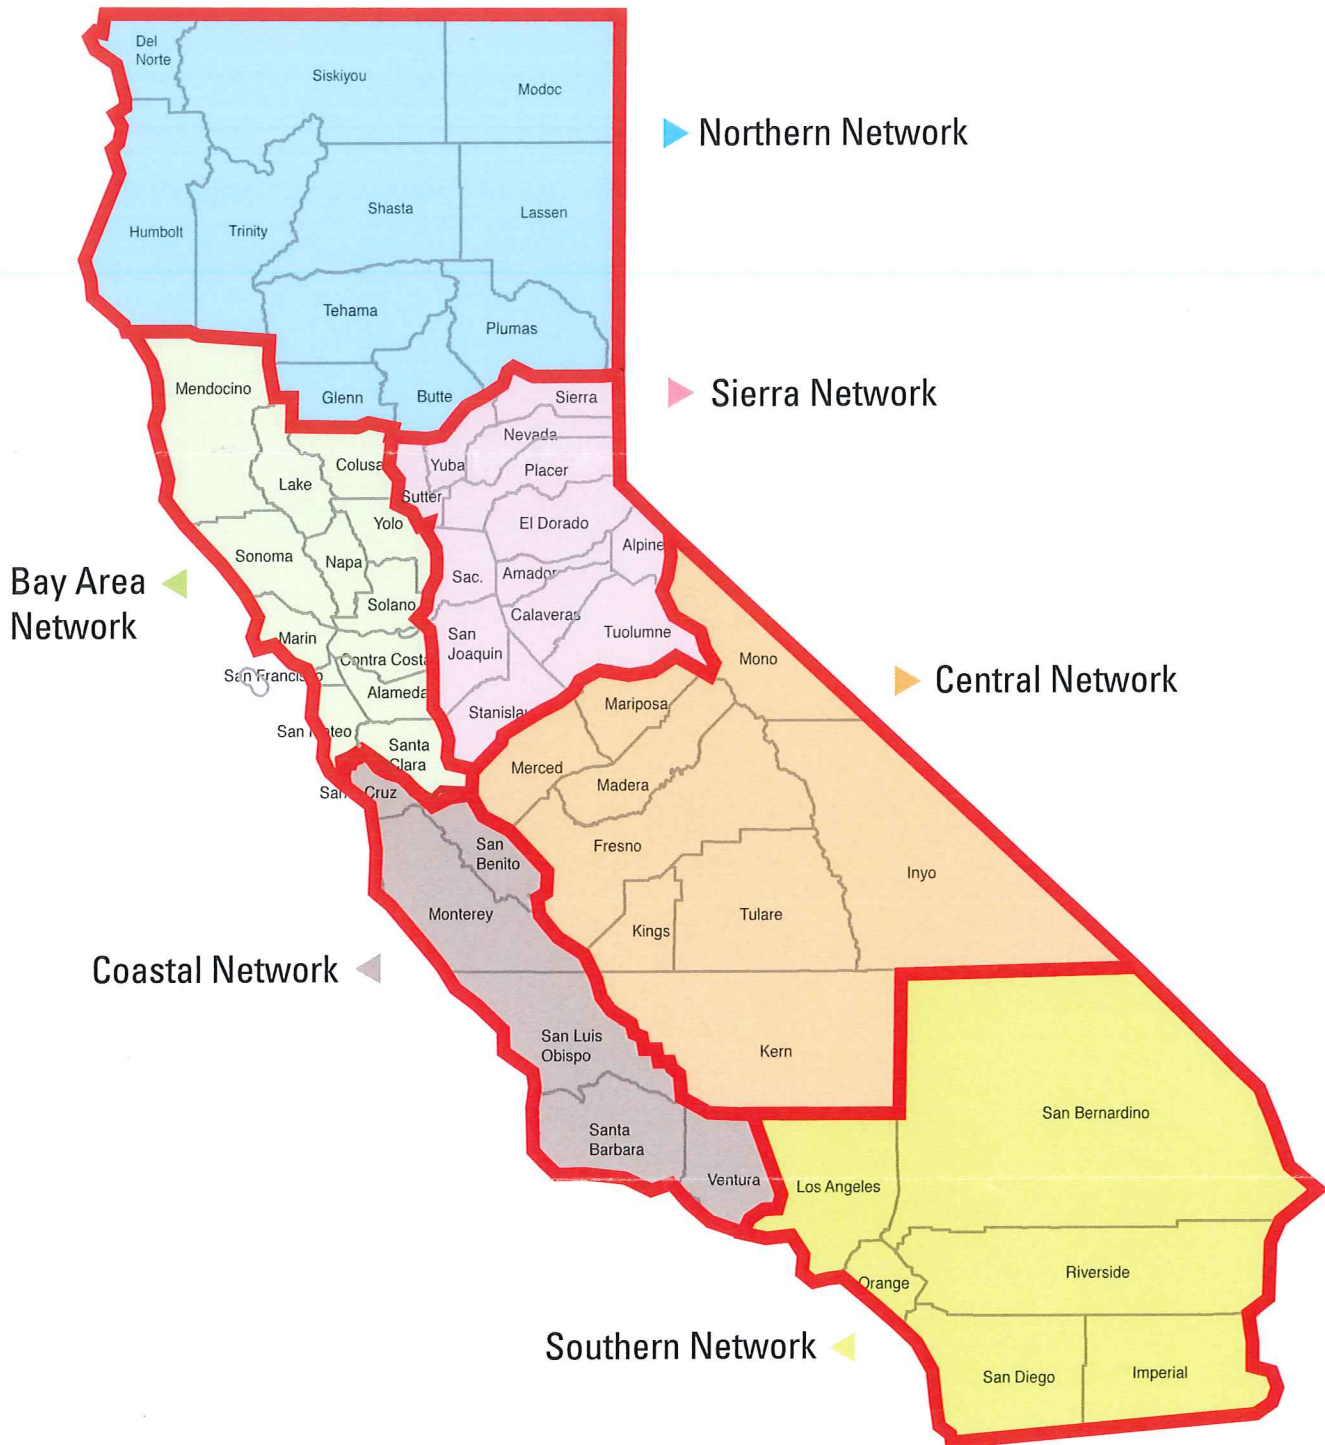 Del
Norte
Siskiyou
Modoc
Northern Network
Humbolt
Trinity
Shasta
Lassen
Tehama
Plumas
Glenn
Butte
Mendocino
Sierra
Sierra Network
Nevada
Colusa
Yuba
Placer
Lake
Sutter
Yolo
El Dorado
Sonoma
Napa
Alpine
Bay Area
Network
Sac.
Amador
Solano
Calaveras
Marin
San
Joaquin
Tuolumne
Contra Costa
Mono
Alameda
Central Network
Mariposa
Santa
Clara
Merced
Madera
Cruz
San
Benito
Fresno
Inyo
Monterey
Kings
Tulare
Coastal Network
San Luis
Obispo
Kern
San Bernardino
Santa
Barbara
Ventura
Los Angeles
Riverside
Orange
Southern Network
San Diego
Imperial